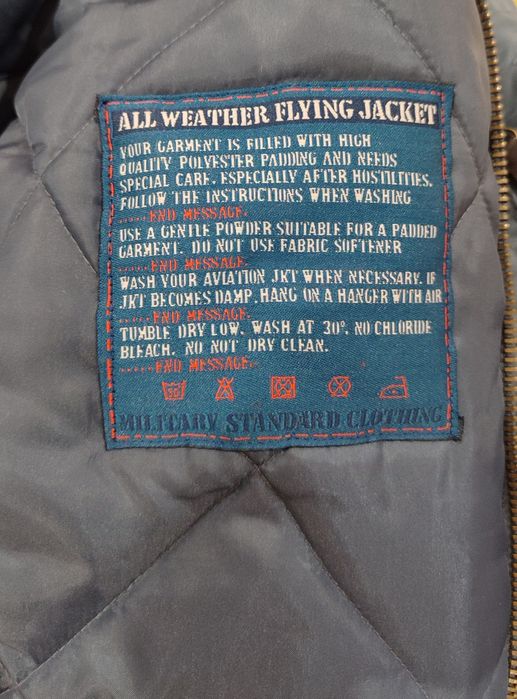 ALL WEATHER FLYING JACKET
YOUR GARMENT IS FILLED WITH HIGH
QUALITY POLYESTER PADDING AND NEEDS
SPECIAL CARE. ESPECIALLY AFTER HOSTILITIES.
FOLLOW THE INSTRUCTIONS WHEN WASHING
.....END MESSAGE.
USE A GENTLE POWDER SUITABLE FOR A PADDED
GARMENT. DO NOT USE FABRIC SOFTENER
.....END MESSAGE.
WASH YOUR AVIATION JKT WHEN NECESSARY. IF
JKT BECOMES DAMP. HANG ON A HANGER WITH AIR
.....END MESSAGE.
TUMBLE DRY LOW. WASH AT 30º. NO CHLORIDE
BLEACH. NO NOT DRY CLEAN.
.....END MESSAGE.
30
MILITARY STANDARD CLOTHING